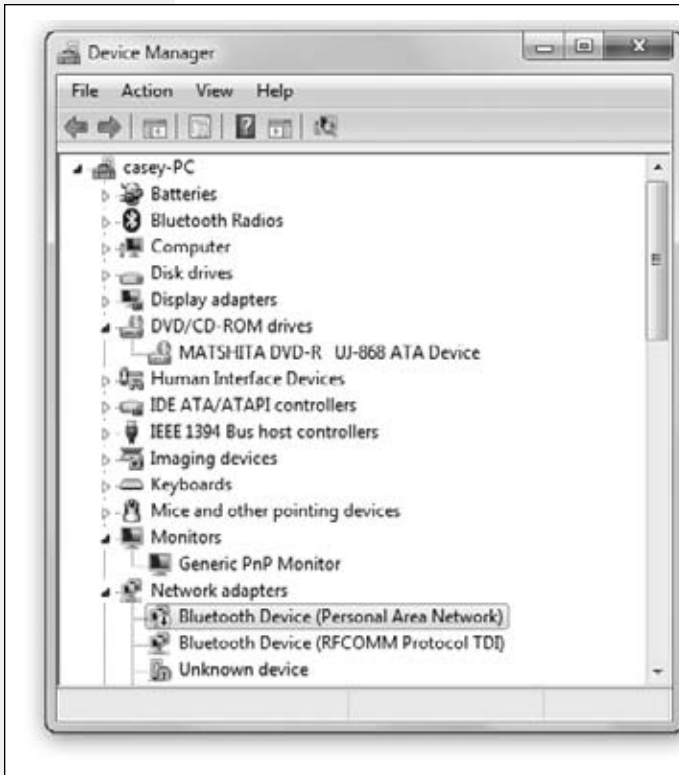 Device Manager
File Action View Help
casey-PC
Batteries
Bluetooth Radios
Computer
Disk drives
Display adapters
DVD/CD-ROM drives
MATSHITA DVD-R UJ-868 ATA Device
Human Interface Devices
IDE ATA/ATAPI controllers
IEEE 1394 Bus host controllers
Imaging devices
Keyboards
Mice and other pointing devices
Monitors
Generic PnP Monitor
Network adapters
Bluetooth Device (Personal Area Network)
Bluetooth Device (RFCOMM Protocol TDI)
Unknown device